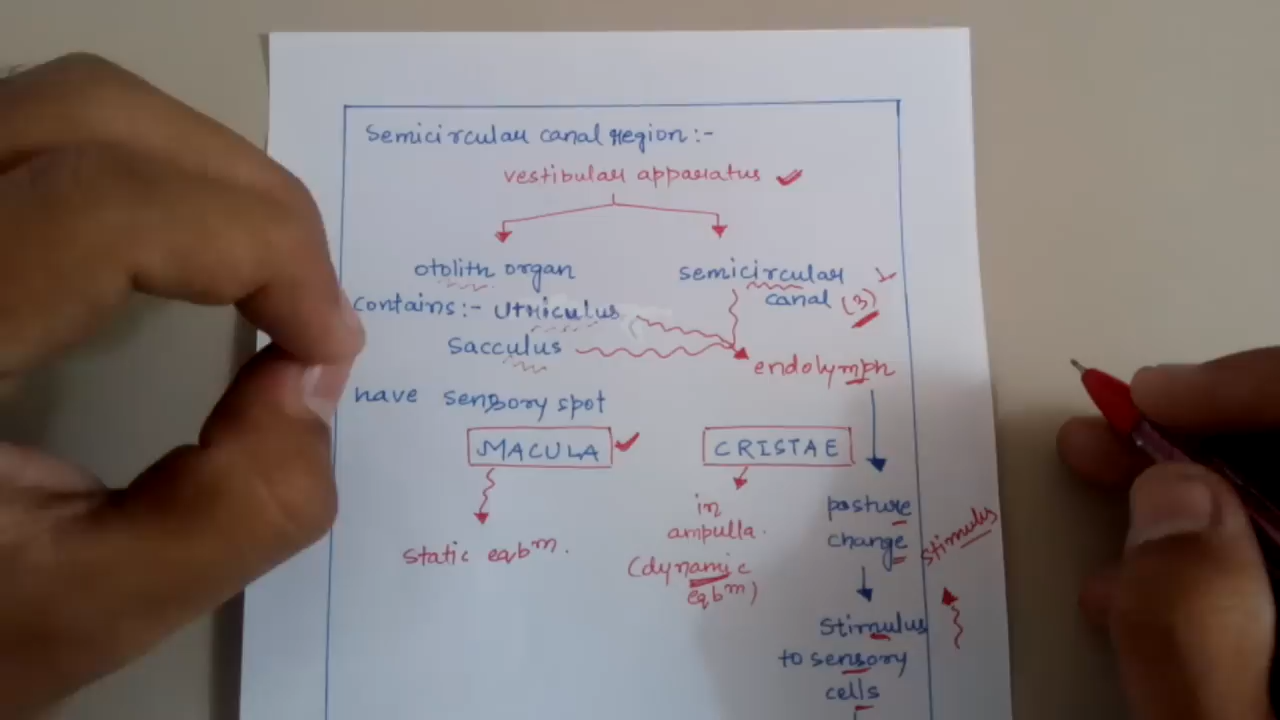 Semicircular canal region :-
vestibular apparatus
otolith organ
semicircular
canal (3)
contains :- Utriculus
Sacculus
endolymph
have sensory spot
MACULA
CRISTAE
in
ampulla.
(dynamic
eqbm)
static eqbm.
posture
change
stimulus
Stimulus
to sensory
cells